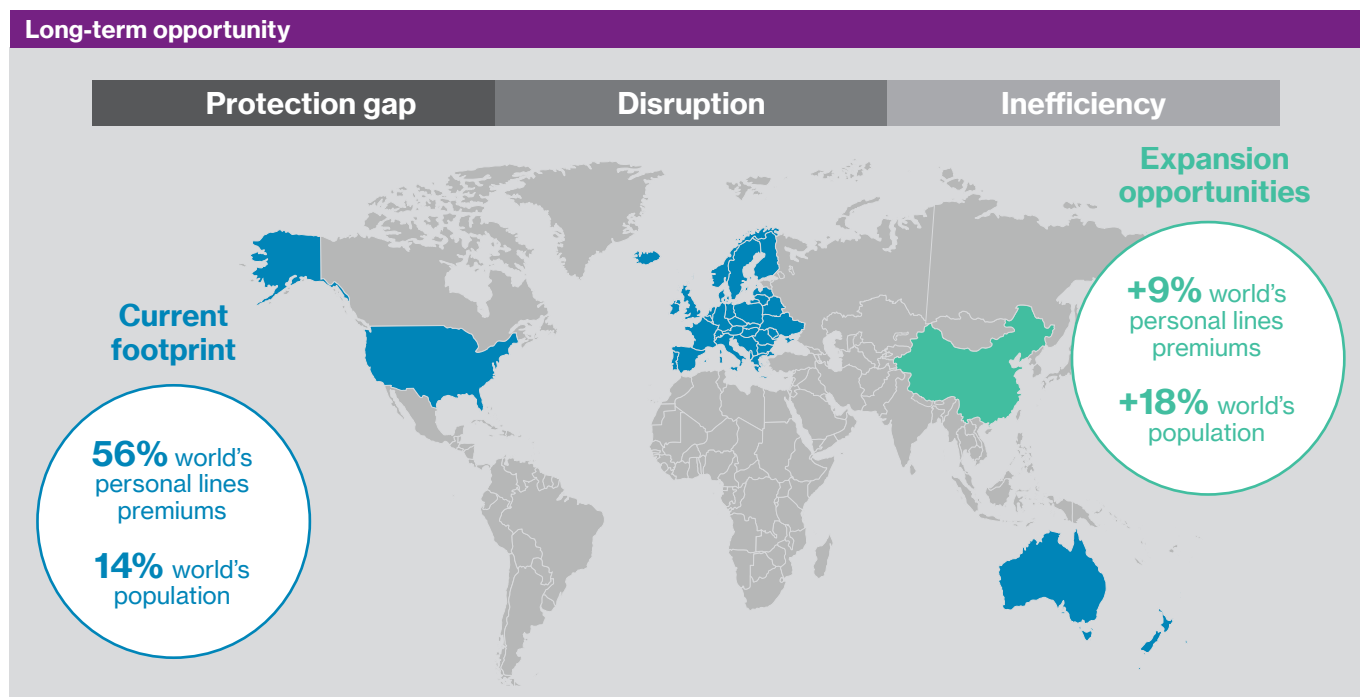 Long-term opportunity
Protection gap
Disruption
Inefficiency
Expansion
opportunities
+9% world's
personal lines
premiums
+18% world's
population
Current
footprint
56% world's
personal lines
premiums
14% world's
population